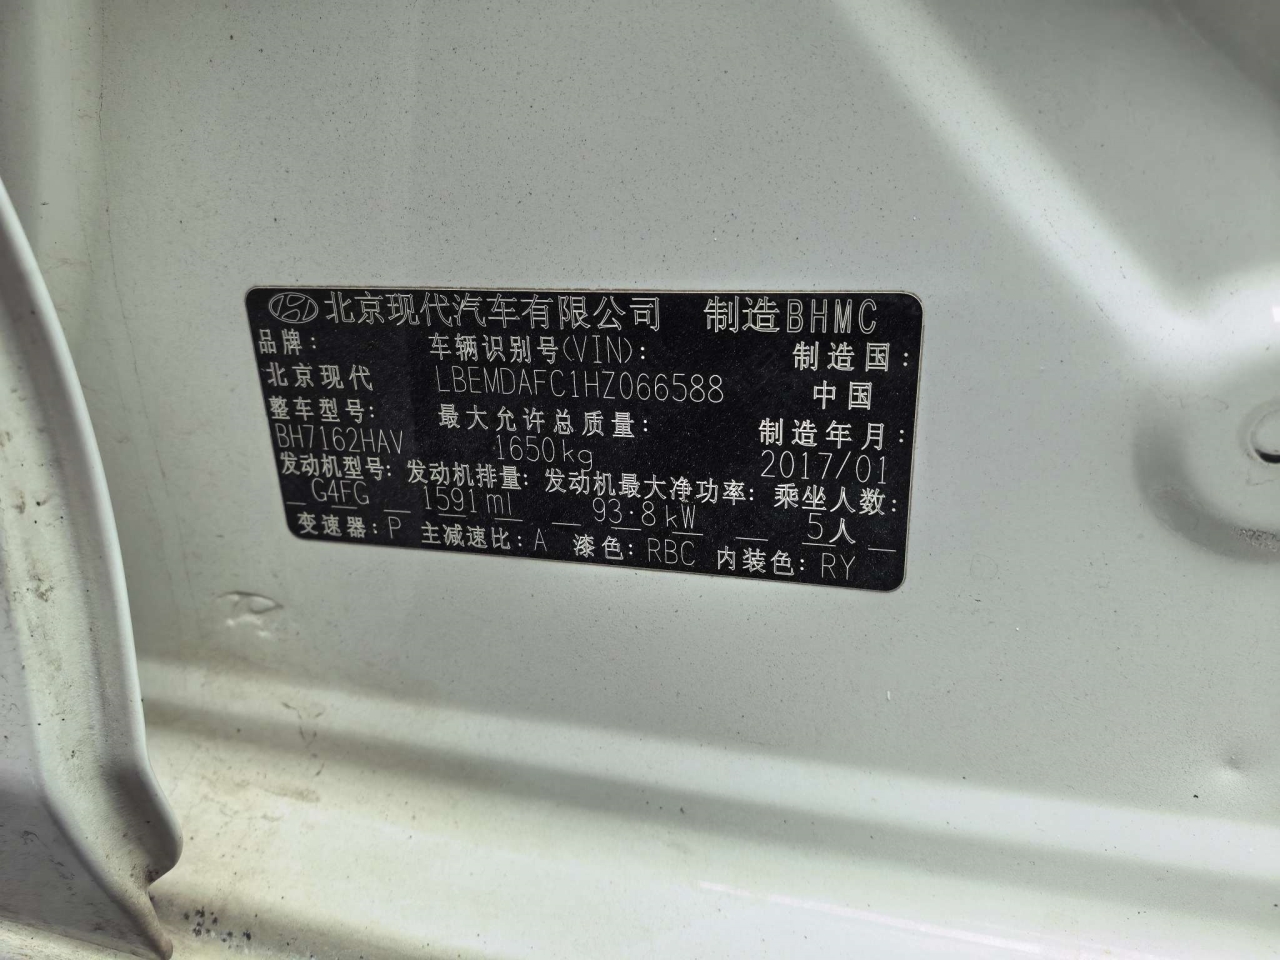 北京现代汽车有限公司 制造BHMC
品牌: 车辆识别号(VIN): 制造国:
北京现代 LBEMDAFC1HZ066588 中国
整车型号: 最大允许总质量: 制造年月:
BH7162HAV 1650kg 2017/01
发动机型号: 发动机排量: 发动机最大净功率: 乘坐人数:
G4FG 1591ml 93.8kW 5人
变速器: P 主减速比: A 漆色: RBC 内装色: RY